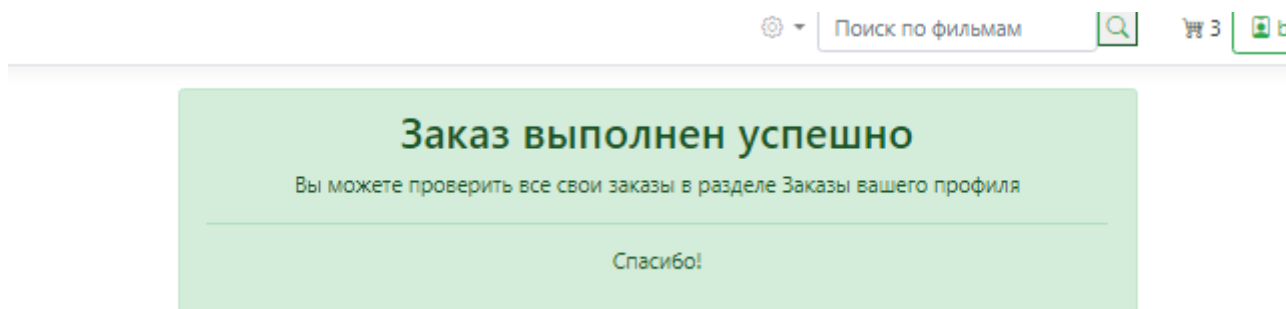 Поиск по фильмам
3
Заказ выполнен успешно
Вы можете проверить все свои заказы в разделе Заказы вашего профиля
Спасибо!